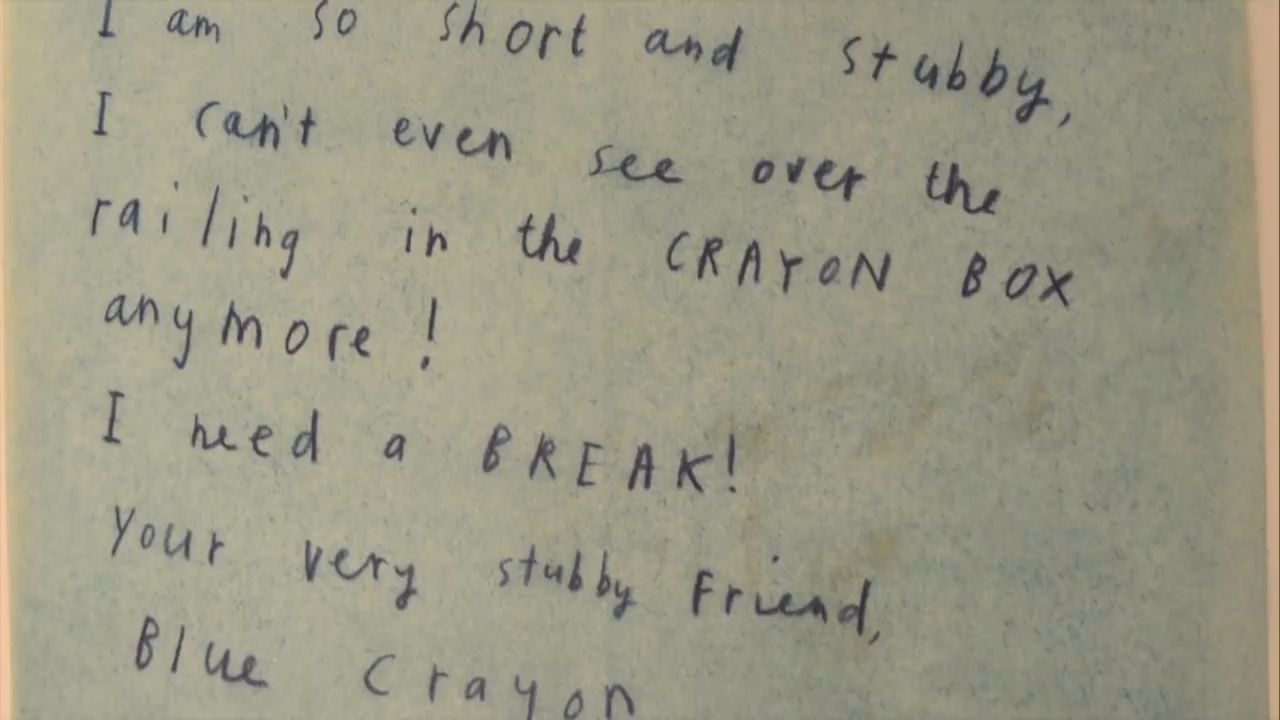 I am so short and stubby,
I can't even see over the
railing in the CRAYON BOX
anymore!
I need a BREAK!
Your very stubby Friend,
Blue Crayon